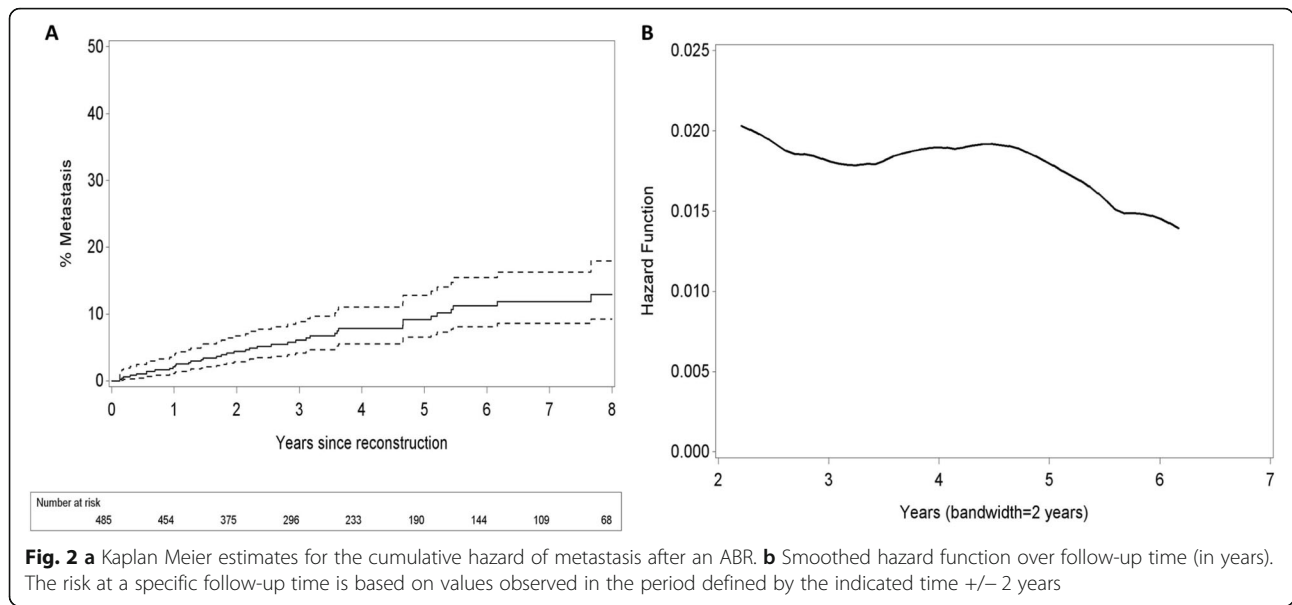 A
50
40
30
20
10
0
% Metastasis
0 1 2 3 4 5 6 7 8
Years since reconstruction
Number at risk
485 454 375 296 233 190 144 109 68
B
0.025
0.020
0.015
0.010
0.005
0.000
Hazard Function
2 3 4 5 6 7
Years (bandwidth=2 years)
Fig. 2 a Kaplan Meier estimates for the cumulative hazard of metastasis after an ABR. b Smoothed hazard function over follow-up time (in years).
The risk at a specific follow-up time is based on values observed in the period defined by the indicated time +/− 2 years